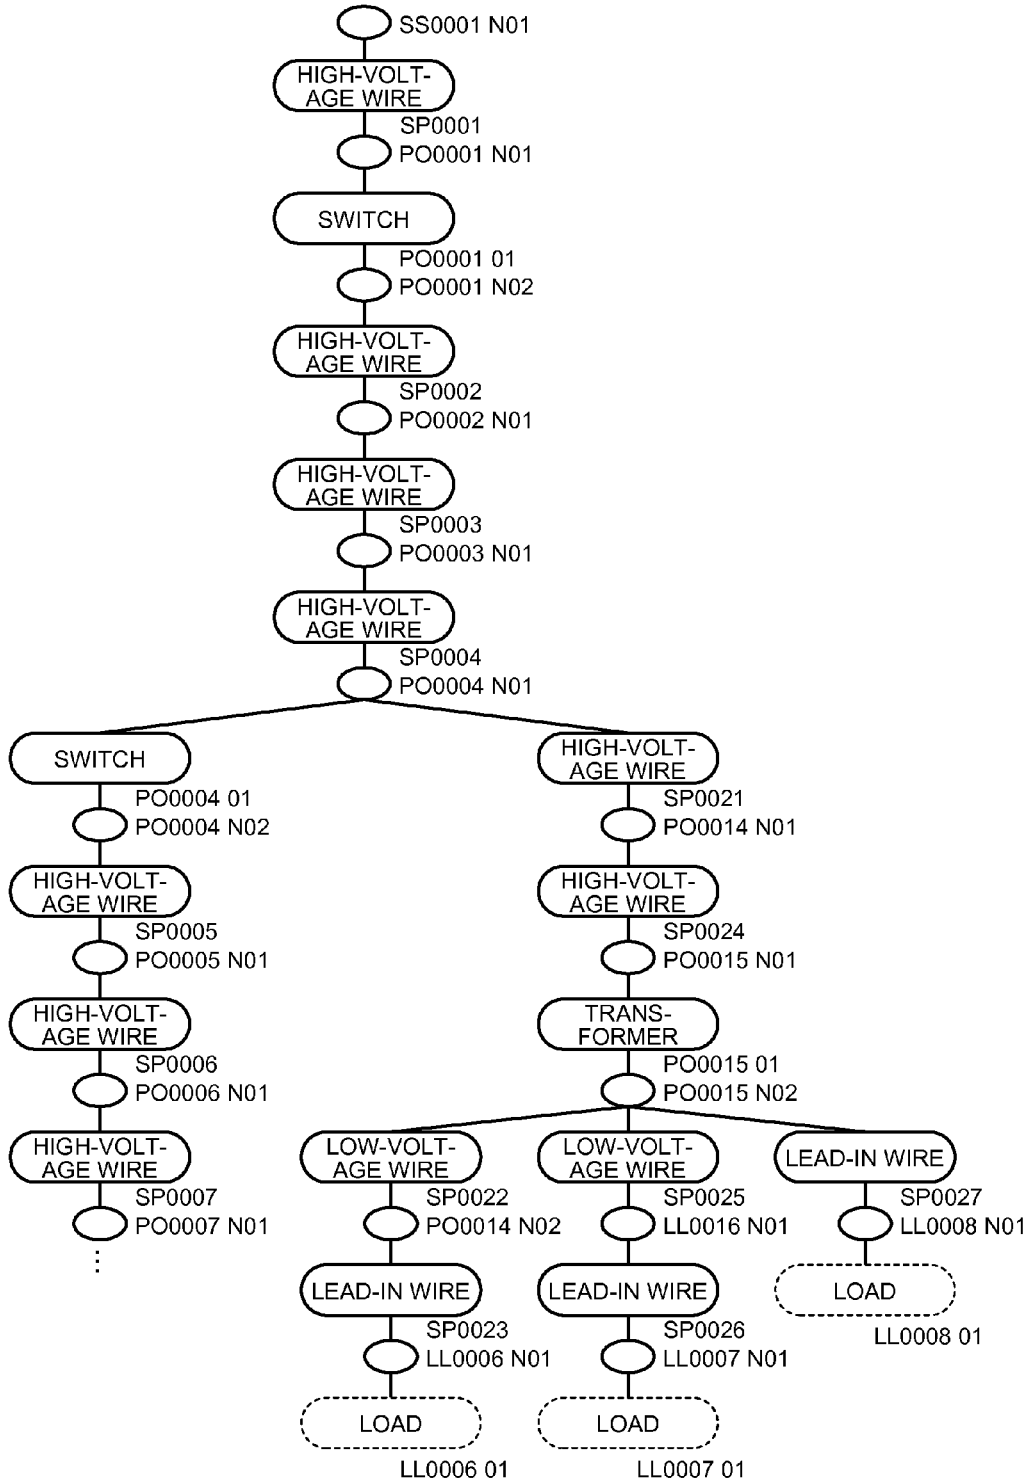 SS0001 N01
HIGH-VOLT-
AGE WIRE
SP0001
PO0001 N01
SWITCH
PO0001 01
PO0001 N02
HIGH-VOLT-
AGE WIRE
SP0002
PO0002 N01
HIGH-VOLT-
AGE WIRE
SP0003
PO0003 N01
HIGH-VOLT-
AGE WIRE
SP0004
PO0004 N01
SWITCH
PO0004 01
PO0004 N02
HIGH-VOLT-
AGE WIRE
SP0005
PO0005 N01
HIGH-VOLT-
AGE WIRE
SP0006
PO0006 N01
HIGH-VOLT-
AGE WIRE
SP0007
PO0007 N01
⋮
HIGH-VOLT-
AGE WIRE
SP0021
PO0014 N01
HIGH-VOLT-
AGE WIRE
SP0024
PO0015 N01
TRANS-
FORMER
PO0015 01
PO0015 N02
LOW-VOLT-
AGE WIRE
SP0022
PO0014 N02
LEAD-IN WIRE
SP0023
LL0006 N01
LOAD
LL0006 01
LOW-VOLT-
AGE WIRE
SP0025
LL0016 N01
LEAD-IN WIRE
SP0026
LL0007 N01
LOAD
LL0007 01
LEAD-IN WIRE
SP0027
LL0008 N01
LOAD
LL0008 01